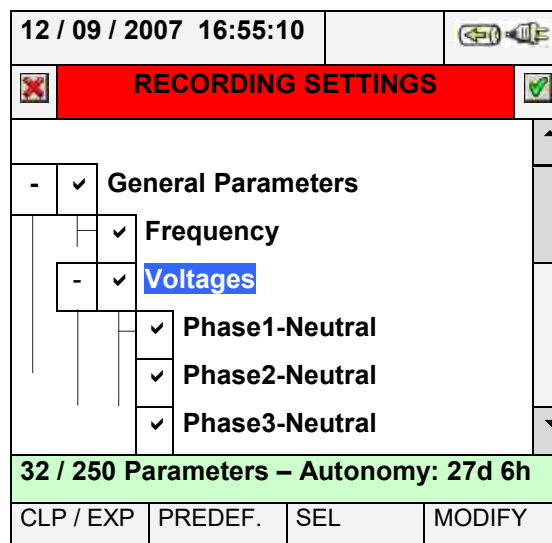 12 / 09 / 2007 16:55:10
RECORDING SETTINGS
- General Parameters
Frequency
- Voltages
Phase1-Neutral
Phase2-Neutral
Phase3-Neutral
32 / 250 Parameters – Autonomy: 27d 6h
CLP / EXP PREDEF. SEL MODIFY